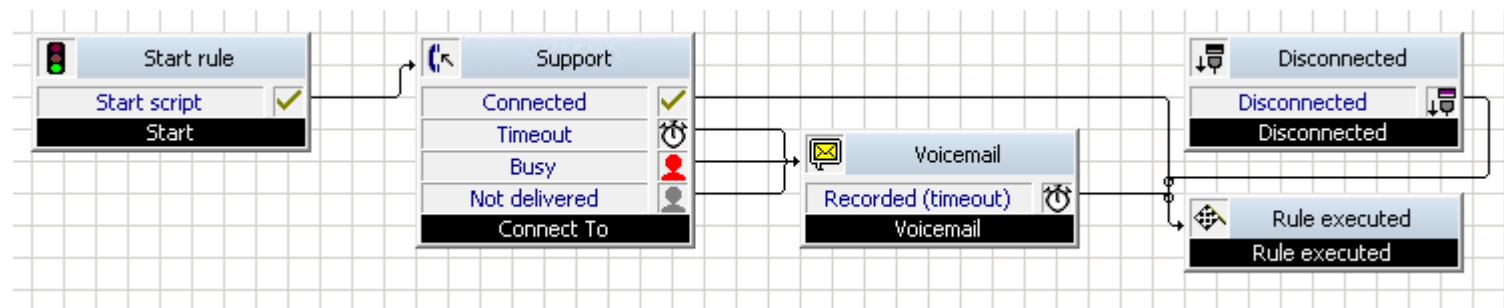 Start rule
Start script
Start
Support
Connected
Timeout
Busy
Not delivered
Connect To
Voicemail
Recorded (timeout)
Voicemail
Disconnected
Disconnected
Disconnected
Rule executed
Rule executed